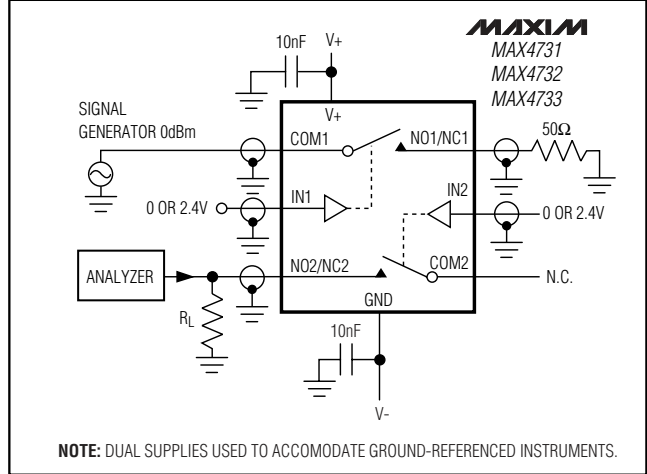 MAXIM
MAX4731
MAX4732
MAX4733
10nF
V+
V+
SIGNAL
GENERATOR 0dBm
COM1
NO1/NC1
50Ω
0 OR 2.4V
IN1
IN2
0 OR 2.4V
ANALYZER
NO2/NC2
COM2
N.C.
RL
GND
10nF
V-
NOTE: DUAL SUPPLIES USED TO ACCOMODATE GROUND-REFERENCED INSTRUMENTS.